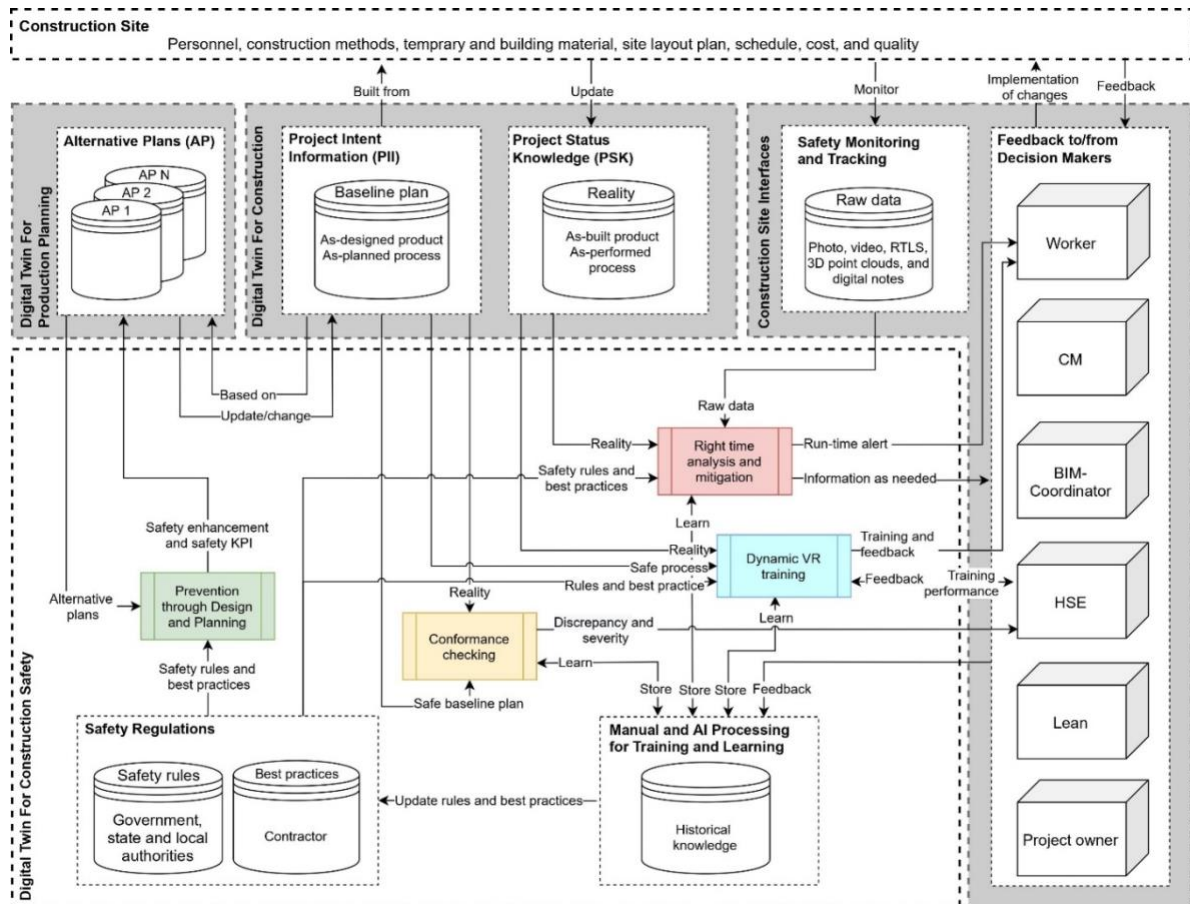 Construction Site
Personnel, construction methods, temprary and building material, site layout plan, schedule, cost, and quality
Built from
Update
Monitor
Implementation
of changes
Feedback
Digital Twin For
Production Planning
Alternative Plans (AP)
AP N
AP 2
AP 1
Digital Twin For Construction
Project Intent
Information (PII)
Baseline plan
As-designed product
As-planned process
Project Status
Knowledge (PSK)
Reality
As-built product
As-performed
process
Construction Site Interfaces
Safety Monitoring
and Tracking
Raw data
Photo, video, RTLS,
3D point clouds, and
digital notes
Feedback to/from
Decision Makers
Worker
CM
BIM-
Coordinator
HSE
Lean
Project owner
Digital Twin For Construction Safety
Based on
Update/change
Raw data
Reality
Safety rules and
best practices
Right time
analysis and
mitigation
Run-time alert
Information as needed
Learn
Safety enhancement
and safety KPI
Alternative
plans
Prevention
through Design
and Planning
Safety rules and
best practices
Reality
Safe process
Rules and best practice
Dynamic VR
training
Training and
feedback
Feedback
Training
performance
Learn
Reality
Conformance
checking
Discrepancy and
severity
Learn
Safe baseline plan
Store
Store
Store
Feedback
Safety Regulations
Safety rules
Government,
state and local
authorities
Best practices
Contractor
Update rules and best practices
Manual and AI Processing
for Training and Learning
Historical
knowledge